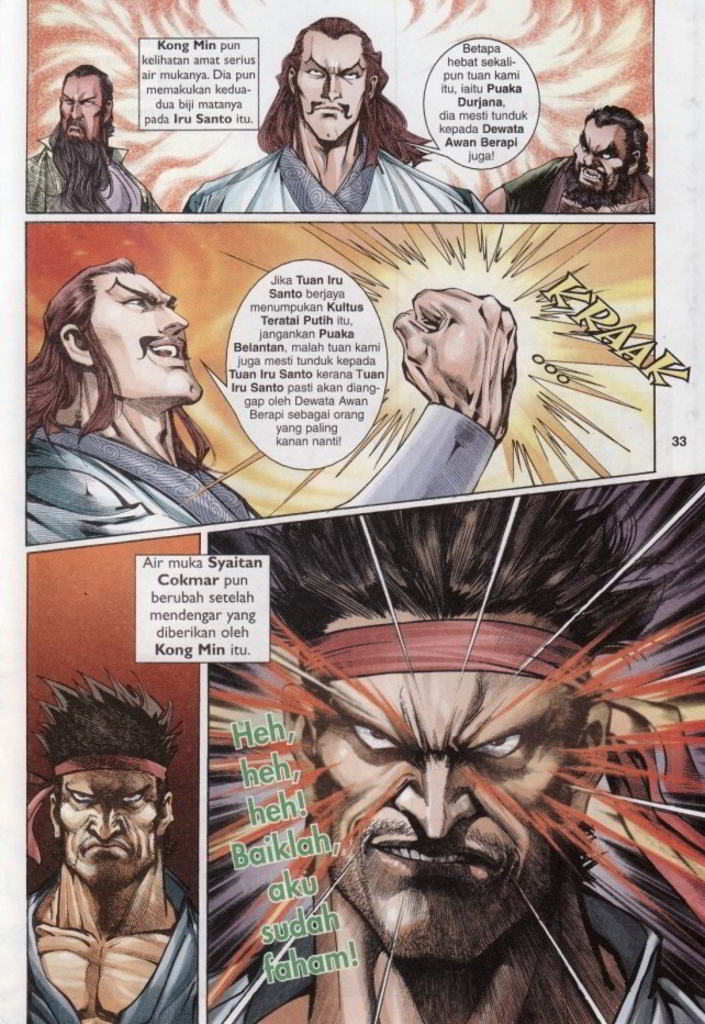 Kong Min pun
kelihatan amat serius
air mukanya. Dia pun
memakukan kedua-
dua biji matanya
pada Iru Santo itu.
Betapa
hebat sekali-
pun tuan kami
itu, iaitu Puaka
Durjana,
dia mesti tunduk
kepada Dewata
Awan Berapi
juga!
Jika Tuan Iru
Santo berjaya
menumpukan Kultus
Teratai Putih itu,
jangankan Puaka
Belantan, malah tuan kami
juga mesti tunduk kepada
Tuan Iru Santo kerana Tuan
Iru Santo pasti akan diang-
gap oleh Dewata Awan
Berapi sebagai orang
yang paling
kanan nanti!
KRRAAK
33
Air muka Syaitan
Cokmar pun
berubah setelah
mendengar yang
diberikan oleh
Kong Min itu.
Heh,
heh,
heh!
Baiklah,
aku
sudah
faham!